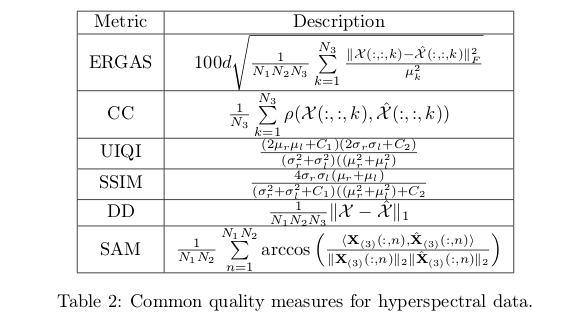 Metric Description
ERGAS $100d\sqrt{\frac{1}{N_1N_2N_3}\sum_{k=1}^{N_3}\frac{\|\mathcal{X}(:,:,k)-\hat{\mathcal{X}}(:,:,k)\|_F^2}{\mu_k^2}}$
CC $\frac{1}{N_3}\sum_{k=1}^{N_3}\rho(\mathcal{X}(:,:,k),\hat{\mathcal{X}}(:,:,k))$
UIQI $\frac{(2\mu_r\mu_l+C_1)(2\sigma_r\sigma_l+C_2)}{(\sigma_r^2+\sigma_l^2)((\mu_r^2+\mu_l^2)}$
SSIM $\frac{4\sigma_r\sigma_l(\mu_r+\mu_l)}{(\sigma_r^2+\sigma_l^2+C_1)((\mu_r^2+\mu_l^2)+C_2}$
DD $\frac{1}{N_1N_2N_3}\|\mathcal{X}-\hat{\mathcal{X}}\|_1$
SAM $\frac{1}{N_1N_2}\sum_{n=1}^{N_1N_2}\arccos\left(\frac{\langle\mathbf{X}_{(3)}(:,n),\hat{\mathbf{X}}_{(3)}(:,n)\rangle}{\|\mathbf{X}_{(3)}(:,n)\|_2\|\hat{\mathbf{X}}_{(3)}(:,n)\|_2}\right)$
Table 2: Common quality measures for hyperspectral data.